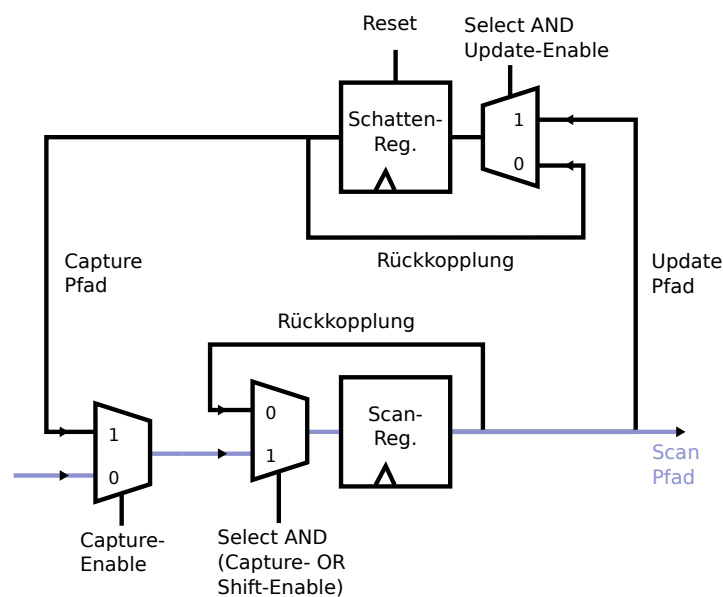 Reset
Select AND
Update-Enable
Schatten-
Reg.
1
0
Capture
Pfad
Rückkopplung
Update
Pfad
Rückkopplung
1
0
0
1
Scan-
Reg.
Scan
Pfad
Capture-
Enable
Select AND
(Capture- OR
Shift-Enable)